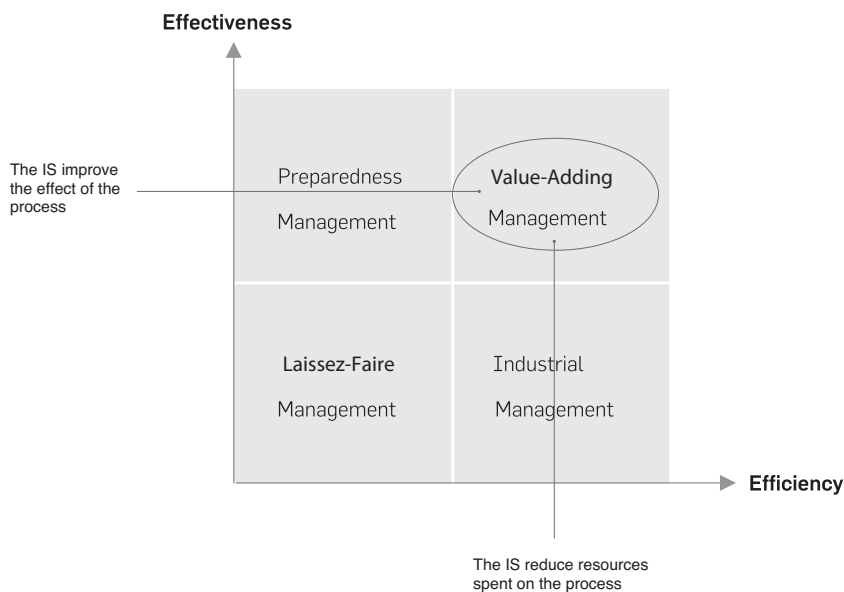 Effectiveness
The IS improve
the effect of the
process
Preparedness
Management
Value-Adding
Management
Laissez-Faire
Management
Industrial
Management
Efficiency
The IS reduce resources
spent on the process